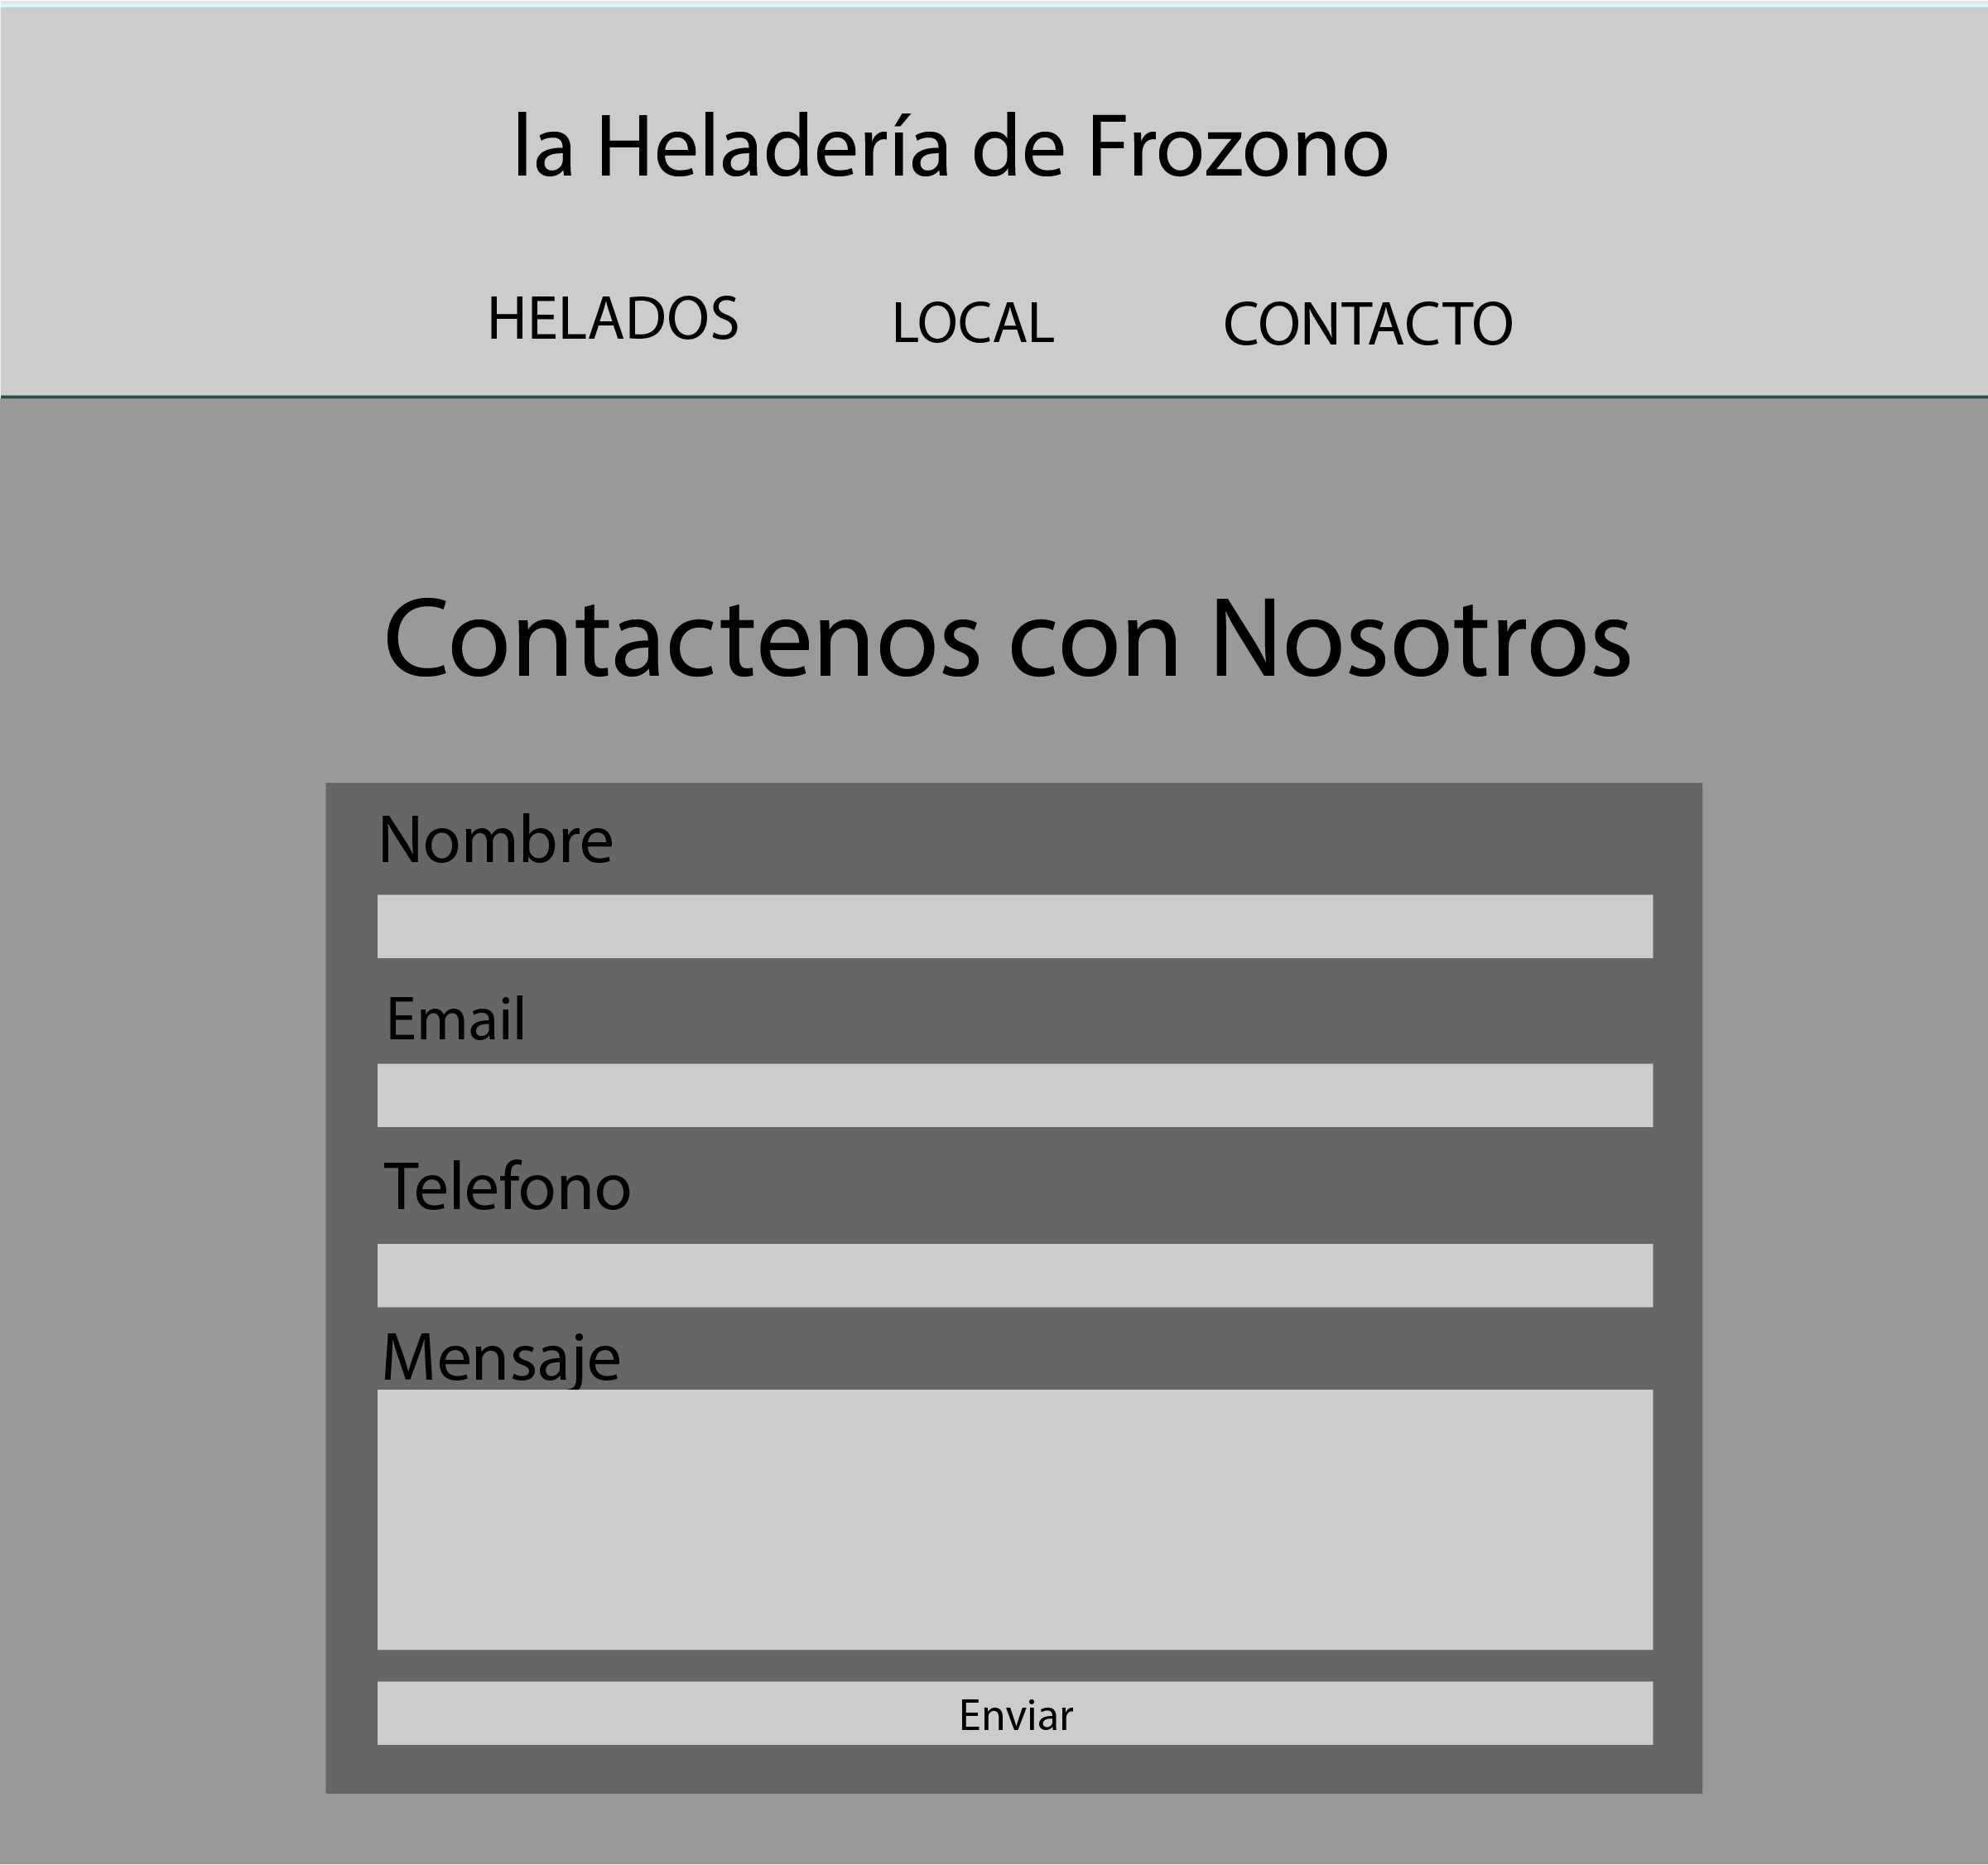 la Heladería de Frozono
HELADOS LOCAL CONTACTO
Contactenos con Nosotros
Nombre
Email
Telefono
Mensaje
Enviar